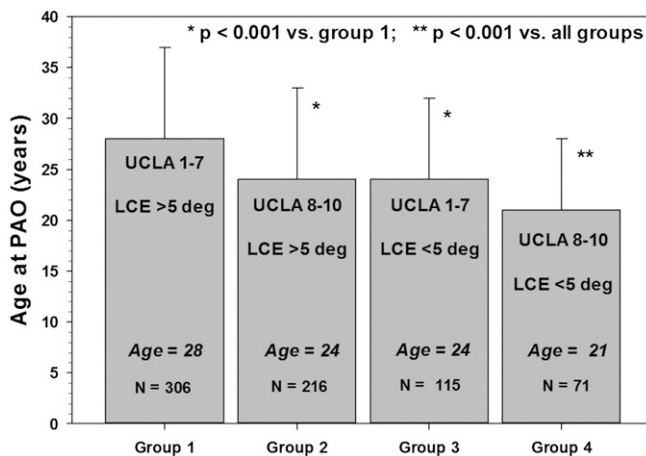 * p < 0.001 vs. group 1; ** p < 0.001 vs. all groups
Age at PAO (years)
40
35
30
25
20
15
10
5
0
*
*
**
UCLA 1-7
LCE >5 deg
Age = 28
N = 306
UCLA 8-10
LCE >5 deg
Age = 24
N = 216
UCLA 1-7
LCE <5 deg
Age = 24
N = 115
UCLA 8-10
LCE <5 deg
Age = 21
N = 71
Group 1
Group 2
Group 3
Group 4